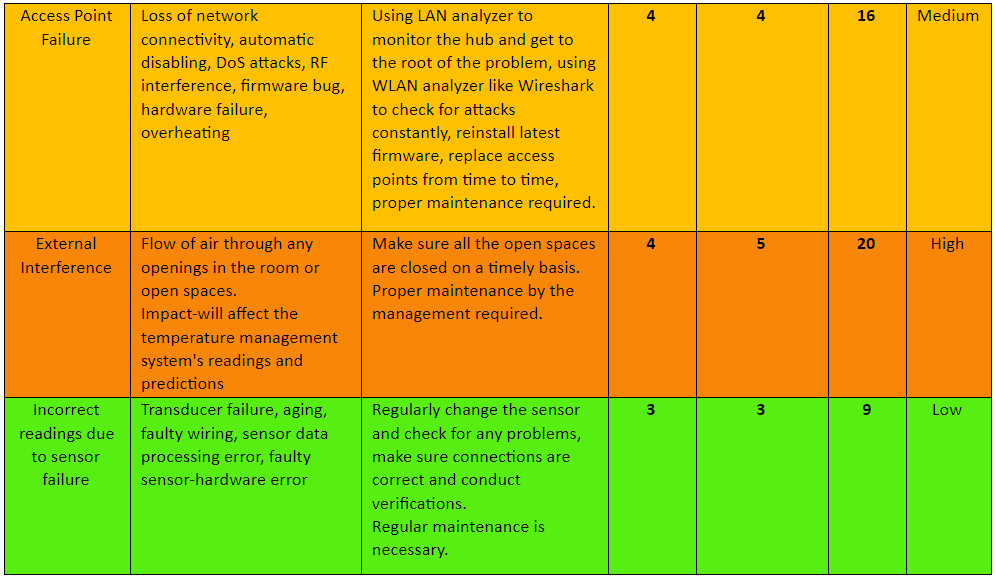 Access Point
Failure
Loss of network
connectivity, automatic
disabling, DoS attacks, RF
interference, firmware bug,
hardware failure,
overheating
Using LAN analyzer to
monitor the hub and get to
the root of the problem, using
WLAN analyzer like Wireshark
to check for attacks
constantly, reinstall latest
firmware, replace access
points from time to time,
proper maintenance required.
4
4
16
Medium
External
Interference
Flow of air through any
openings in the room or
open spaces.
Impact-will affect the
temperature management
system's readings and
predictions
Make sure all the open spaces
are closed on a timely basis.
Proper maintenance by the
management required.
4
5
20
High
Incorrect
readings due
to sensor
failure
Transducer failure, aging,
faulty wiring, sensor data
processing error, faulty
sensor-hardware error
Regularly change the sensor
and check for any problems,
make sure connections are
correct and conduct
verifications.
Regular maintenance is
necessary.
3
3
9
Low